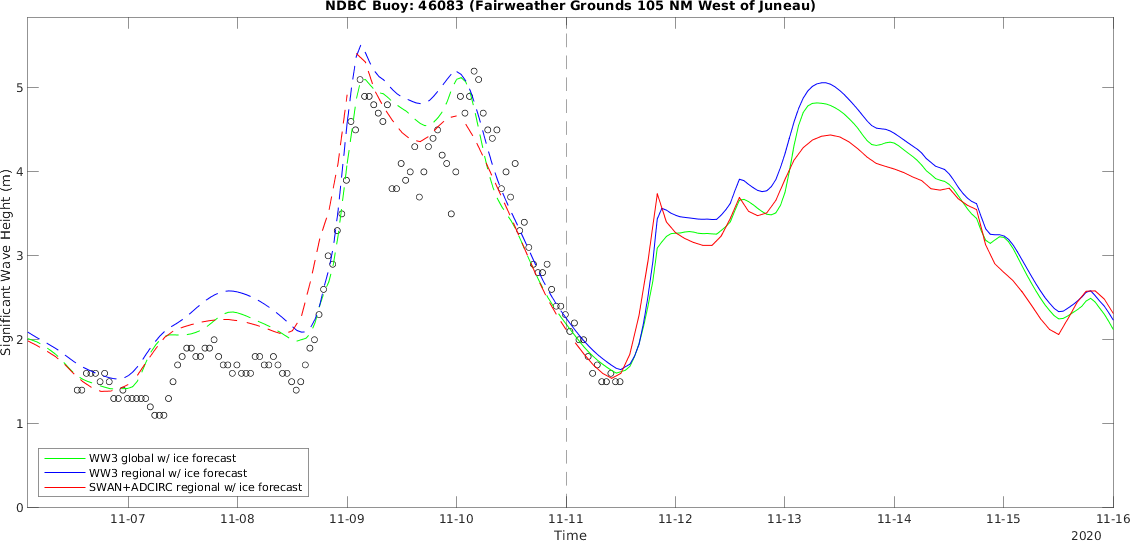 NDBC Buoy: 46083 (Fairweather Grounds 105 NM West of Juneau)
Significant Wave Height (m)
5
4
3
2
1
0
WW3 global w/ ice forecast
WW3 regional w/ ice forecast
SWAN+ADCIRC regional w/ ice forecast
11-07 11-08 11-09 11-10 11-11 11-12 11-13 11-14 11-15 11-16
Time
2020